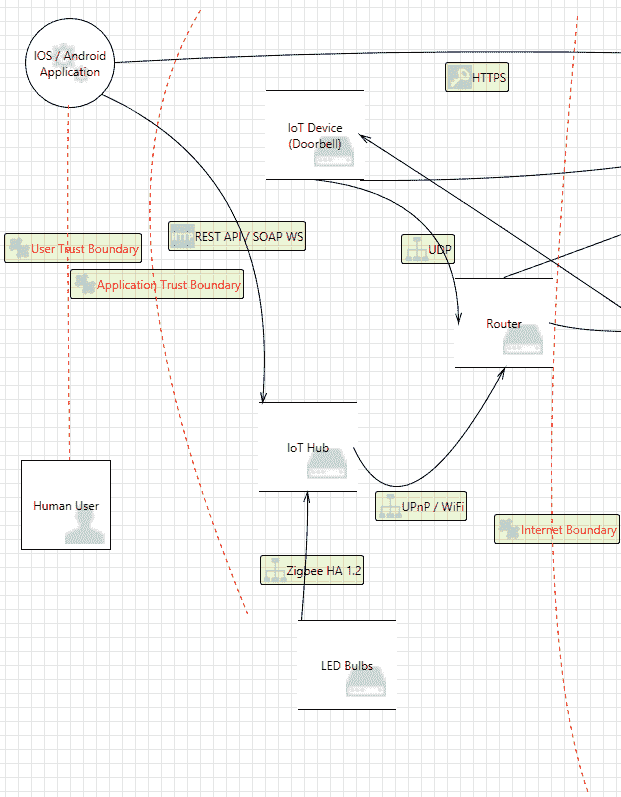 IOS / Android
Application
HTTPS
IoT Device
(Doorbell)
User Trust Boundary
REST API / SOAP WS
UDP
Application Trust Boundary
Router
IoT Hub
Human User
UPnP / WiFi
Internet Boundary
Zigbee HA 1.2
LED Bulbs